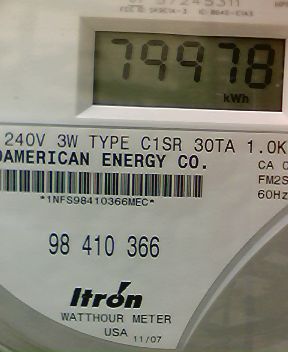 79978
kWh
240V 3W TYPE C1SR 30TA 1.0K
DAMERICAN ENERGY CO.
CA
FM2S
60Hz
*1NFS98410366MEC*
98 410 366
Itron
WATTHOUR METER
USA 11/07